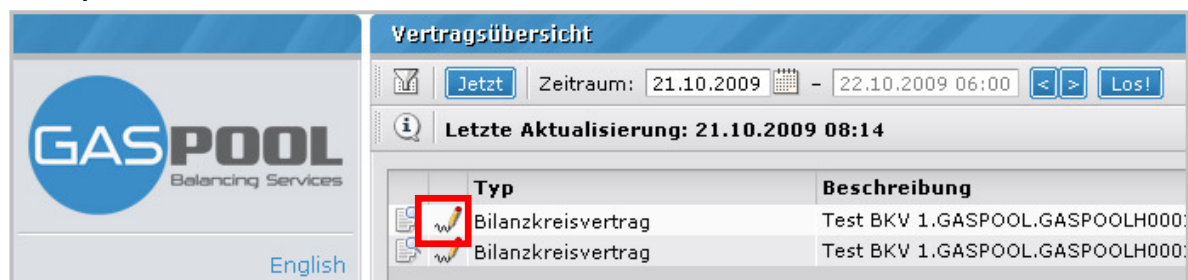 GASPOOL
Balancing Services
English
Vertragsübersicht
Jetzt Zeitraum: 21.10.2009 - 22.10.2009 06:00 < > Los!
Letzte Aktualisierung: 21.10.2009 08:14
Typ Beschreibung
Bilanzkreisvertrag Test BKV 1.GASPOOL.GASPOOLH000
Bilanzkreisvertrag Test BKV 1.GASPOOL.GASPOOLH000